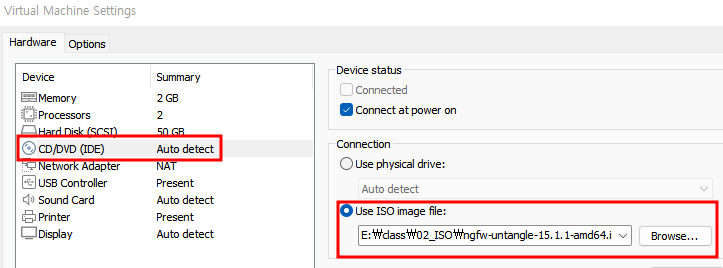 Virtual Machine Settings
Hardware Options
Device Summary
Memory 2 GB
Processors 2
Hard Disk (SCSI) 50 GB
CD/DVD (IDE) Auto detect
Network Adapter NAT
USB Controller Present
Sound Card Auto detect
Printer Present
Display Auto detect
Device status
Connected
Connect at power on
Connection
Use physical drive:
Auto detect
Use ISO image file:
E:₩class₩02_ISO₩ngfw-untangle-15.1.1-amd64.i Browse...